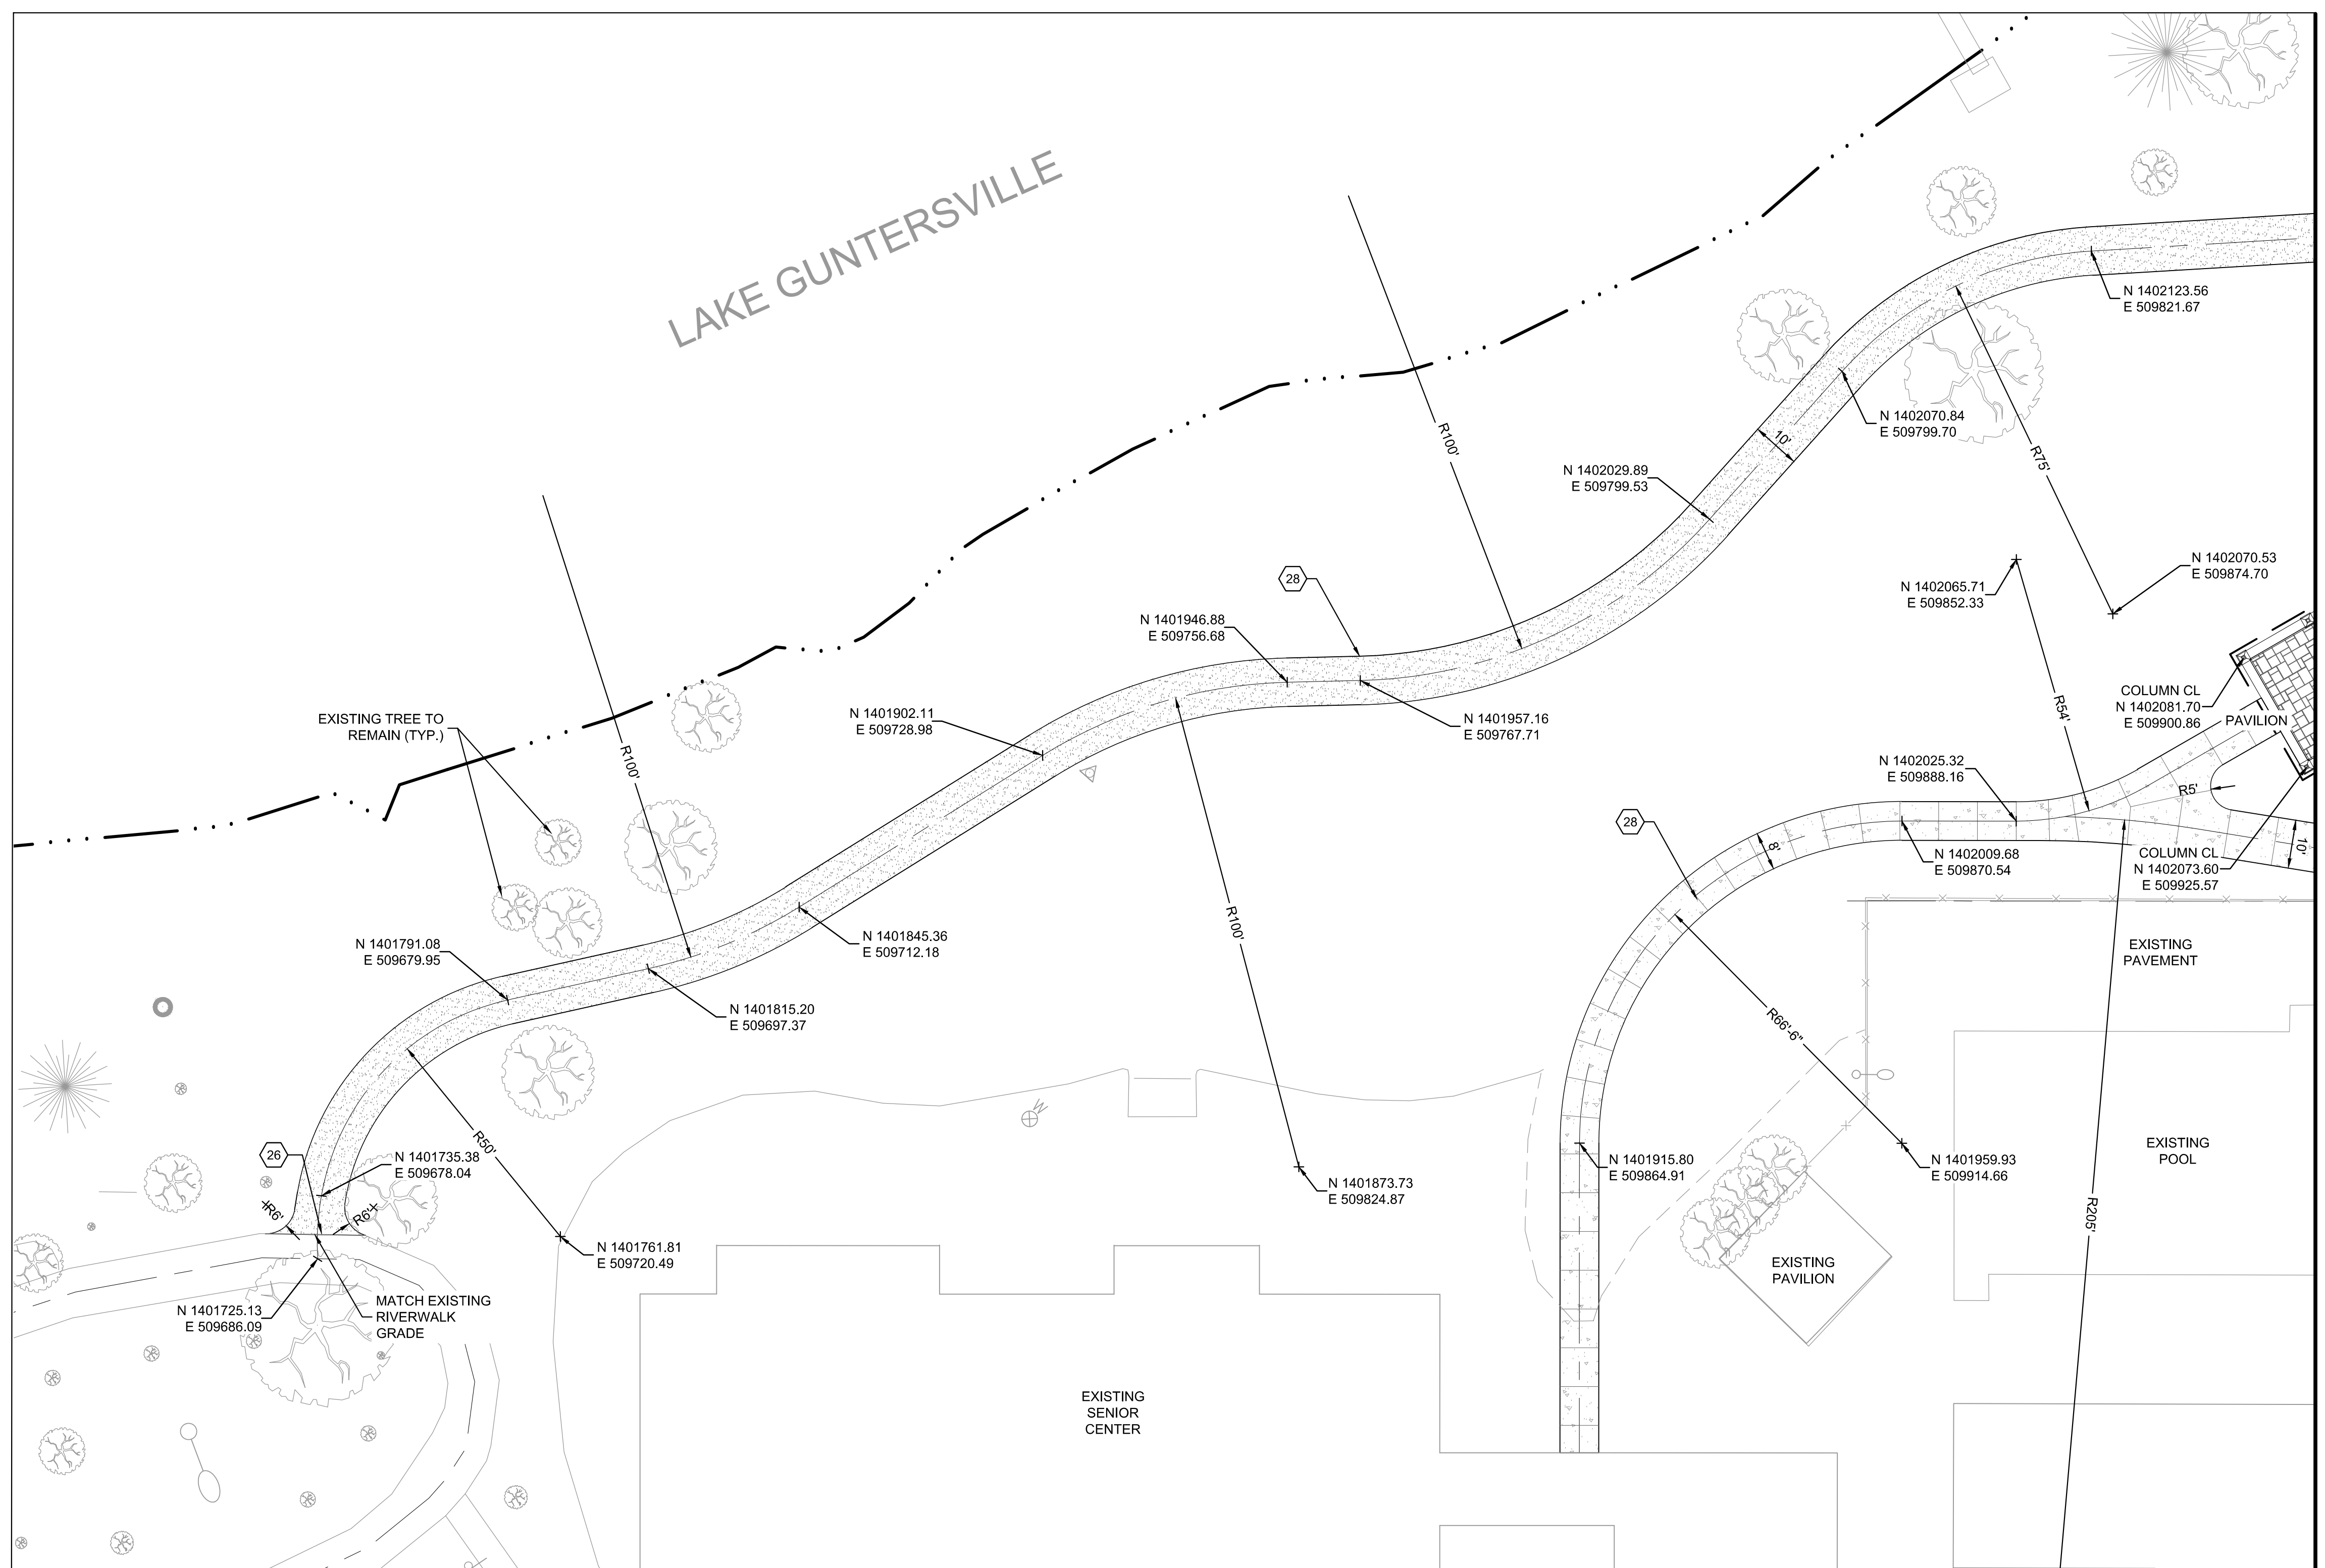 LAKE GUNTERSVILLE
N 1402123.56
E 509821.67
N 1402070.84
E 509799.70
10'
R100'
R75'
N 1402029.89
E 509799.53
N 1402070.53
E 509874.70
N 1402065.71
E 509852.33
28
N 1401946.88
E 509756.68
N 1401957.16
E 509767.71
N 1401902.11
E 509728.98
EXISTING TREE TO
REMAIN (TYP.)
R100'
R54'
COLUMN CL
N 1402081.70
E 509900.86
PAVILION
N 1402025.32
E 509888.16
R5'
28
8'
N 1402009.68
E 509870.54
10'
COLUMN CL
N 1402073.60
E 509925.57
N 1401791.08
E 509679.95
N 1401845.36
E 509712.18
R100'
EXISTING
PAVEMENT
N 1401815.20
E 509697.37
R66'-6"
R50'
W
26
N 1401735.38
E 509678.04
R6'
R6'
N 1401915.80
E 509864.91
N 1401959.93
E 509914.66
EXISTING
POOL
N 1401873.73
E 509824.87
R205'
N 1401761.81
E 509720.49
EXISTING
PAVILION
N 1401725.13
E 509686.09
MATCH EXISTING
RIVERWALK
GRADE
EXISTING
SENIOR
CENTER